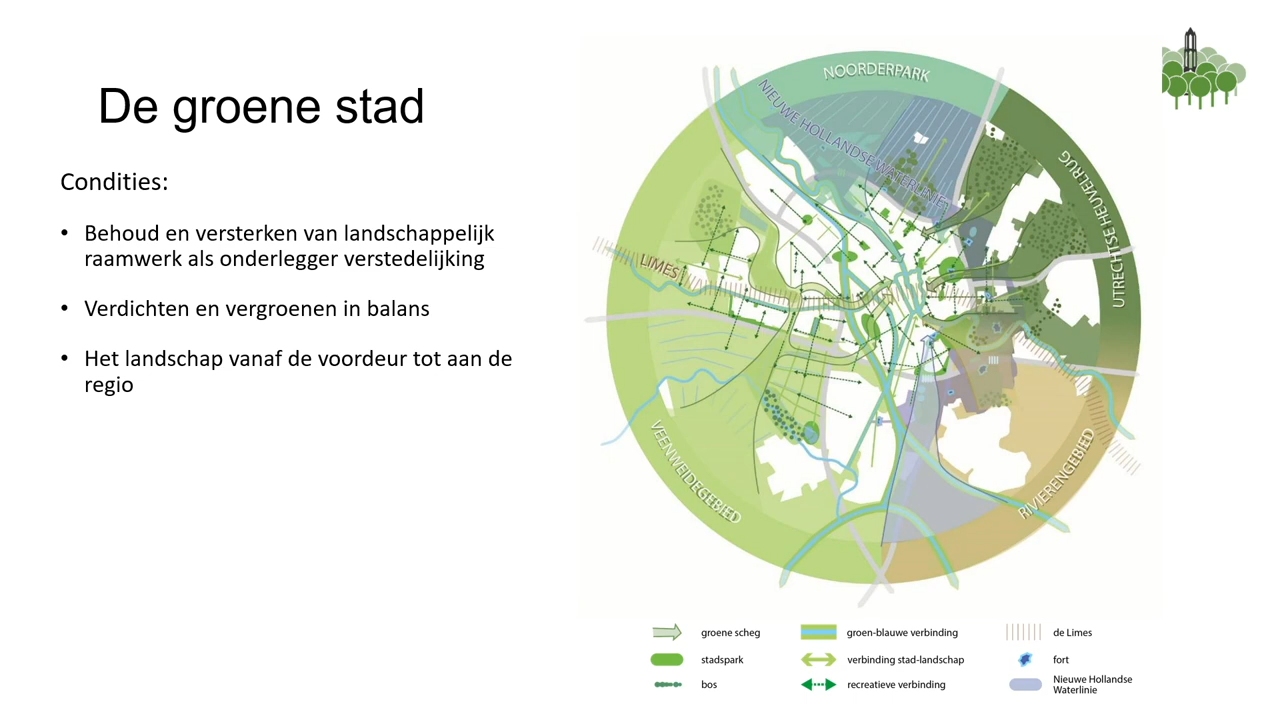 De groene stad
Condities:
• Behoud en versterken van landschappelijk
raamwerk als onderlegger verstedelijking
• Verdichten en vergroenen in balans
• Het landschap vanaf de voordeur tot aan de
regio
NOORDERPARK
NIEUWE HOLLANDSE WATERLINIE
UTRECHTSE HEUVELRUG
LIMES
VEENWEIDEGEBIED
RIVIERENGEBIED
groene scheg
groen-blauwe verbinding
de Limes
stadspark
verbinding stad-landschap
fort
bos
recreatieve verbinding
Nieuwe Hollandse
Waterlinie